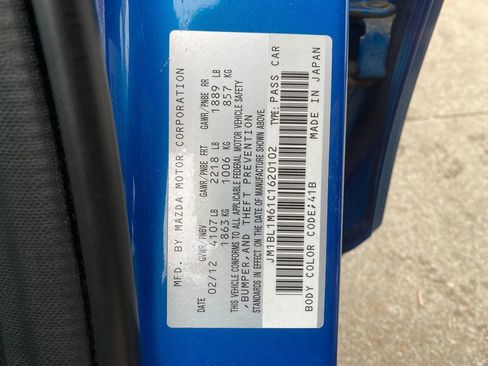 MFD. BY MAZDA MOTOR CORPORATION
DATE GVWR/PNBV GAWR/PNBE FRT GAWR/PNBE RR
02/12 4107 LB 2218 LB 1889 LB
1863 KG 1006 KG 857 KG
THIS VEHICLE CONFORMS TO ALL APPLICABLE FEDERAL MOTOR VEHICLE SAFETY
,BUMPER,AND THEFT PREVENTION
STANDARDS IN EFFECT ON THE DATE OF MANUFACTURE SHOWN ABOVE.
JM1BL1M61C1620102 TYPE: PASS CAR
BODY COLOR CODE;41B MADE IN JAPAN